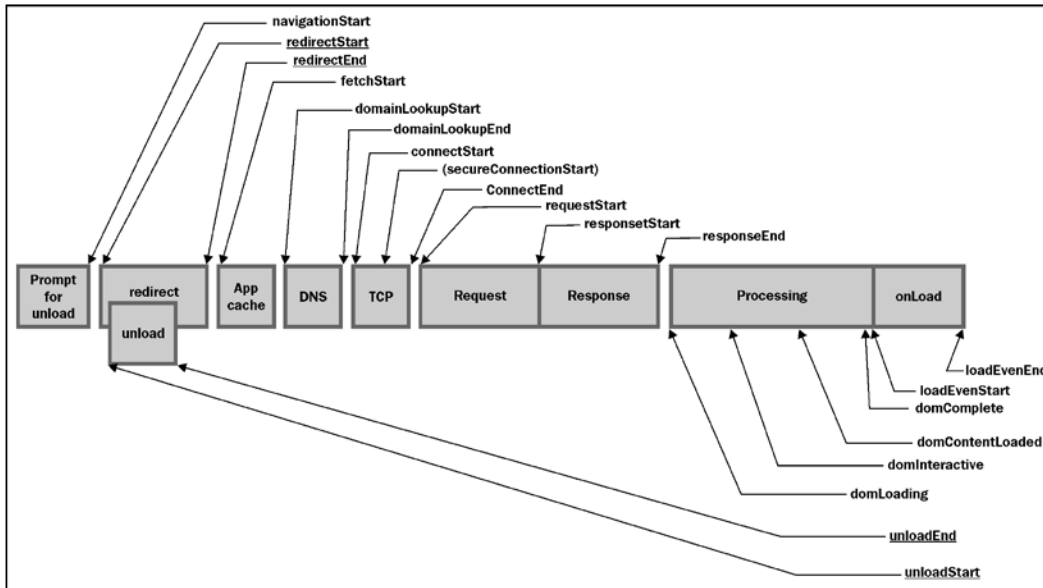 navigationStart
redirectStart
redirectEnd
fetchStart
domainLookupStart
domainLookupEnd
connectStart
(secureConnectionStart)
ConnectEnd
requestStart
responsetStart
responseEnd
Prompt
for
unload
redirect
unload
App
cache
DNS
TCP
Request
Response
Processing
onLoad
loadEvenEnd
loadEvenStart
domComplete
domContentLoaded
domInteractive
domLoading
unloadEnd
unloadStart